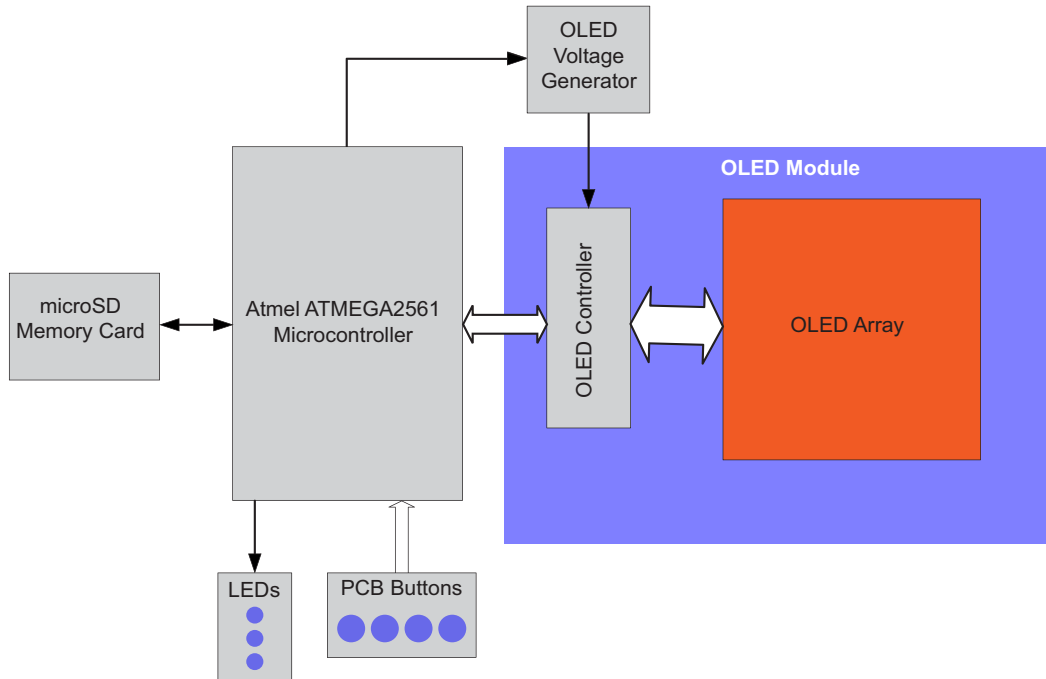 OLED
Voltage
Generator
OLED Module
microSD
Memory Card
Atmel ATMEGA2561
Microcontroller
OLED Controller
OLED Array
LEDs
PCB Buttons